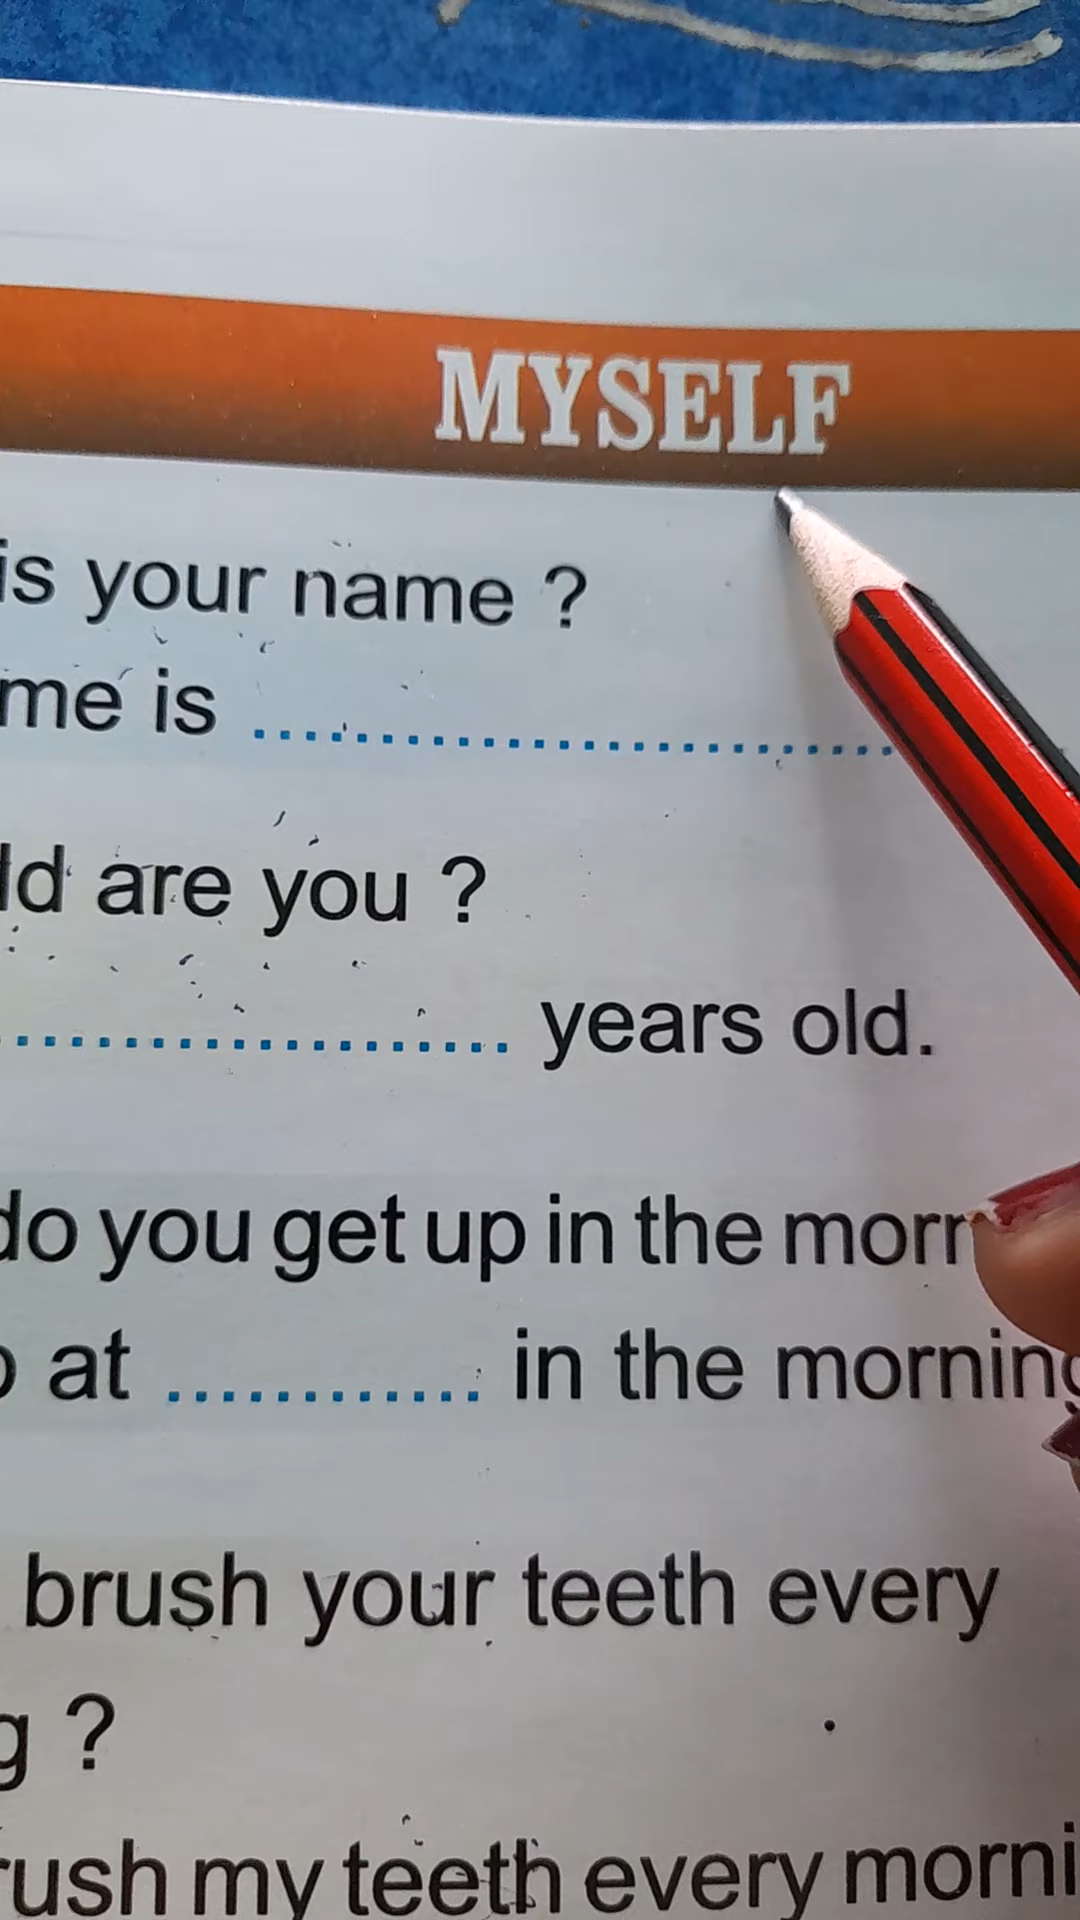 MYSELF
is your name ?
me is ............................
ld are you ?
.................... years old.
do you get up in the morn
at ............ in the morning
brush your teeth every
g ?
rush my teeth every morni